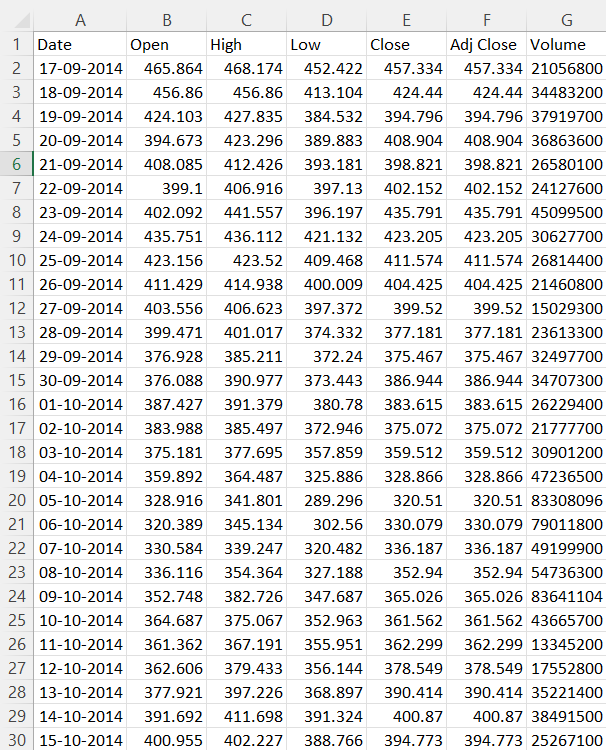 A B C D E F G
1 Date Open High Low Close Adj Close Volume
2 17-09-2014 465.864 468.174 452.422 457.334 457.334 21056800
3 18-09-2014 456.86 456.86 413.104 424.44 424.44 34483200
4 19-09-2014 424.103 427.835 384.532 394.796 394.796 37919700
5 20-09-2014 394.673 423.296 389.883 408.904 408.904 36863600
6 21-09-2014 408.085 412.426 393.181 398.821 398.821 26580100
7 22-09-2014 399.1 406.916 397.13 402.152 402.152 24127600
8 23-09-2014 402.092 441.557 396.197 435.791 435.791 45099500
9 24-09-2014 435.751 436.112 421.132 423.205 423.205 30627700
10 25-09-2014 423.156 423.52 409.468 411.574 411.574 26814400
11 26-09-2014 411.429 414.938 400.009 404.425 404.425 21460800
12 27-09-2014 403.556 406.623 397.372 399.52 399.52 15029300
13 28-09-2014 399.471 401.017 374.332 377.181 377.181 23613300
14 29-09-2014 376.928 385.211 372.24 375.467 375.467 32497700
15 30-09-2014 376.088 390.977 373.443 386.944 386.944 34707300
16 01-10-2014 387.427 391.379 380.78 383.615 383.615 26229400
17 02-10-2014 383.988 385.497 372.946 375.072 375.072 21777700
18 03-10-2014 375.181 377.695 357.859 359.512 359.512 30901200
19 04-10-2014 359.892 364.487 325.886 328.866 328.866 47236500
20 05-10-2014 328.916 341.801 289.296 320.51 320.51 83308096
21 06-10-2014 320.389 345.134 302.56 330.079 330.079 79011800
22 07-10-2014 330.584 339.247 320.482 336.187 336.187 49199900
23 08-10-2014 336.116 354.364 327.188 352.94 352.94 54736300
24 09-10-2014 352.748 382.726 347.687 365.026 365.026 83641104
25 10-10-2014 364.687 375.067 352.963 361.562 361.562 43665700
26 11-10-2014 361.362 367.191 355.951 362.299 362.299 13345200
27 12-10-2014 362.606 379.433 356.144 378.549 378.549 17552800
28 13-10-2014 377.921 397.226 368.897 390.414 390.414 35221400
29 14-10-2014 391.692 411.698 391.324 400.87 400.87 38491500
30 15-10-2014 400.955 402.227 388.766 394.773 394.773 25267100